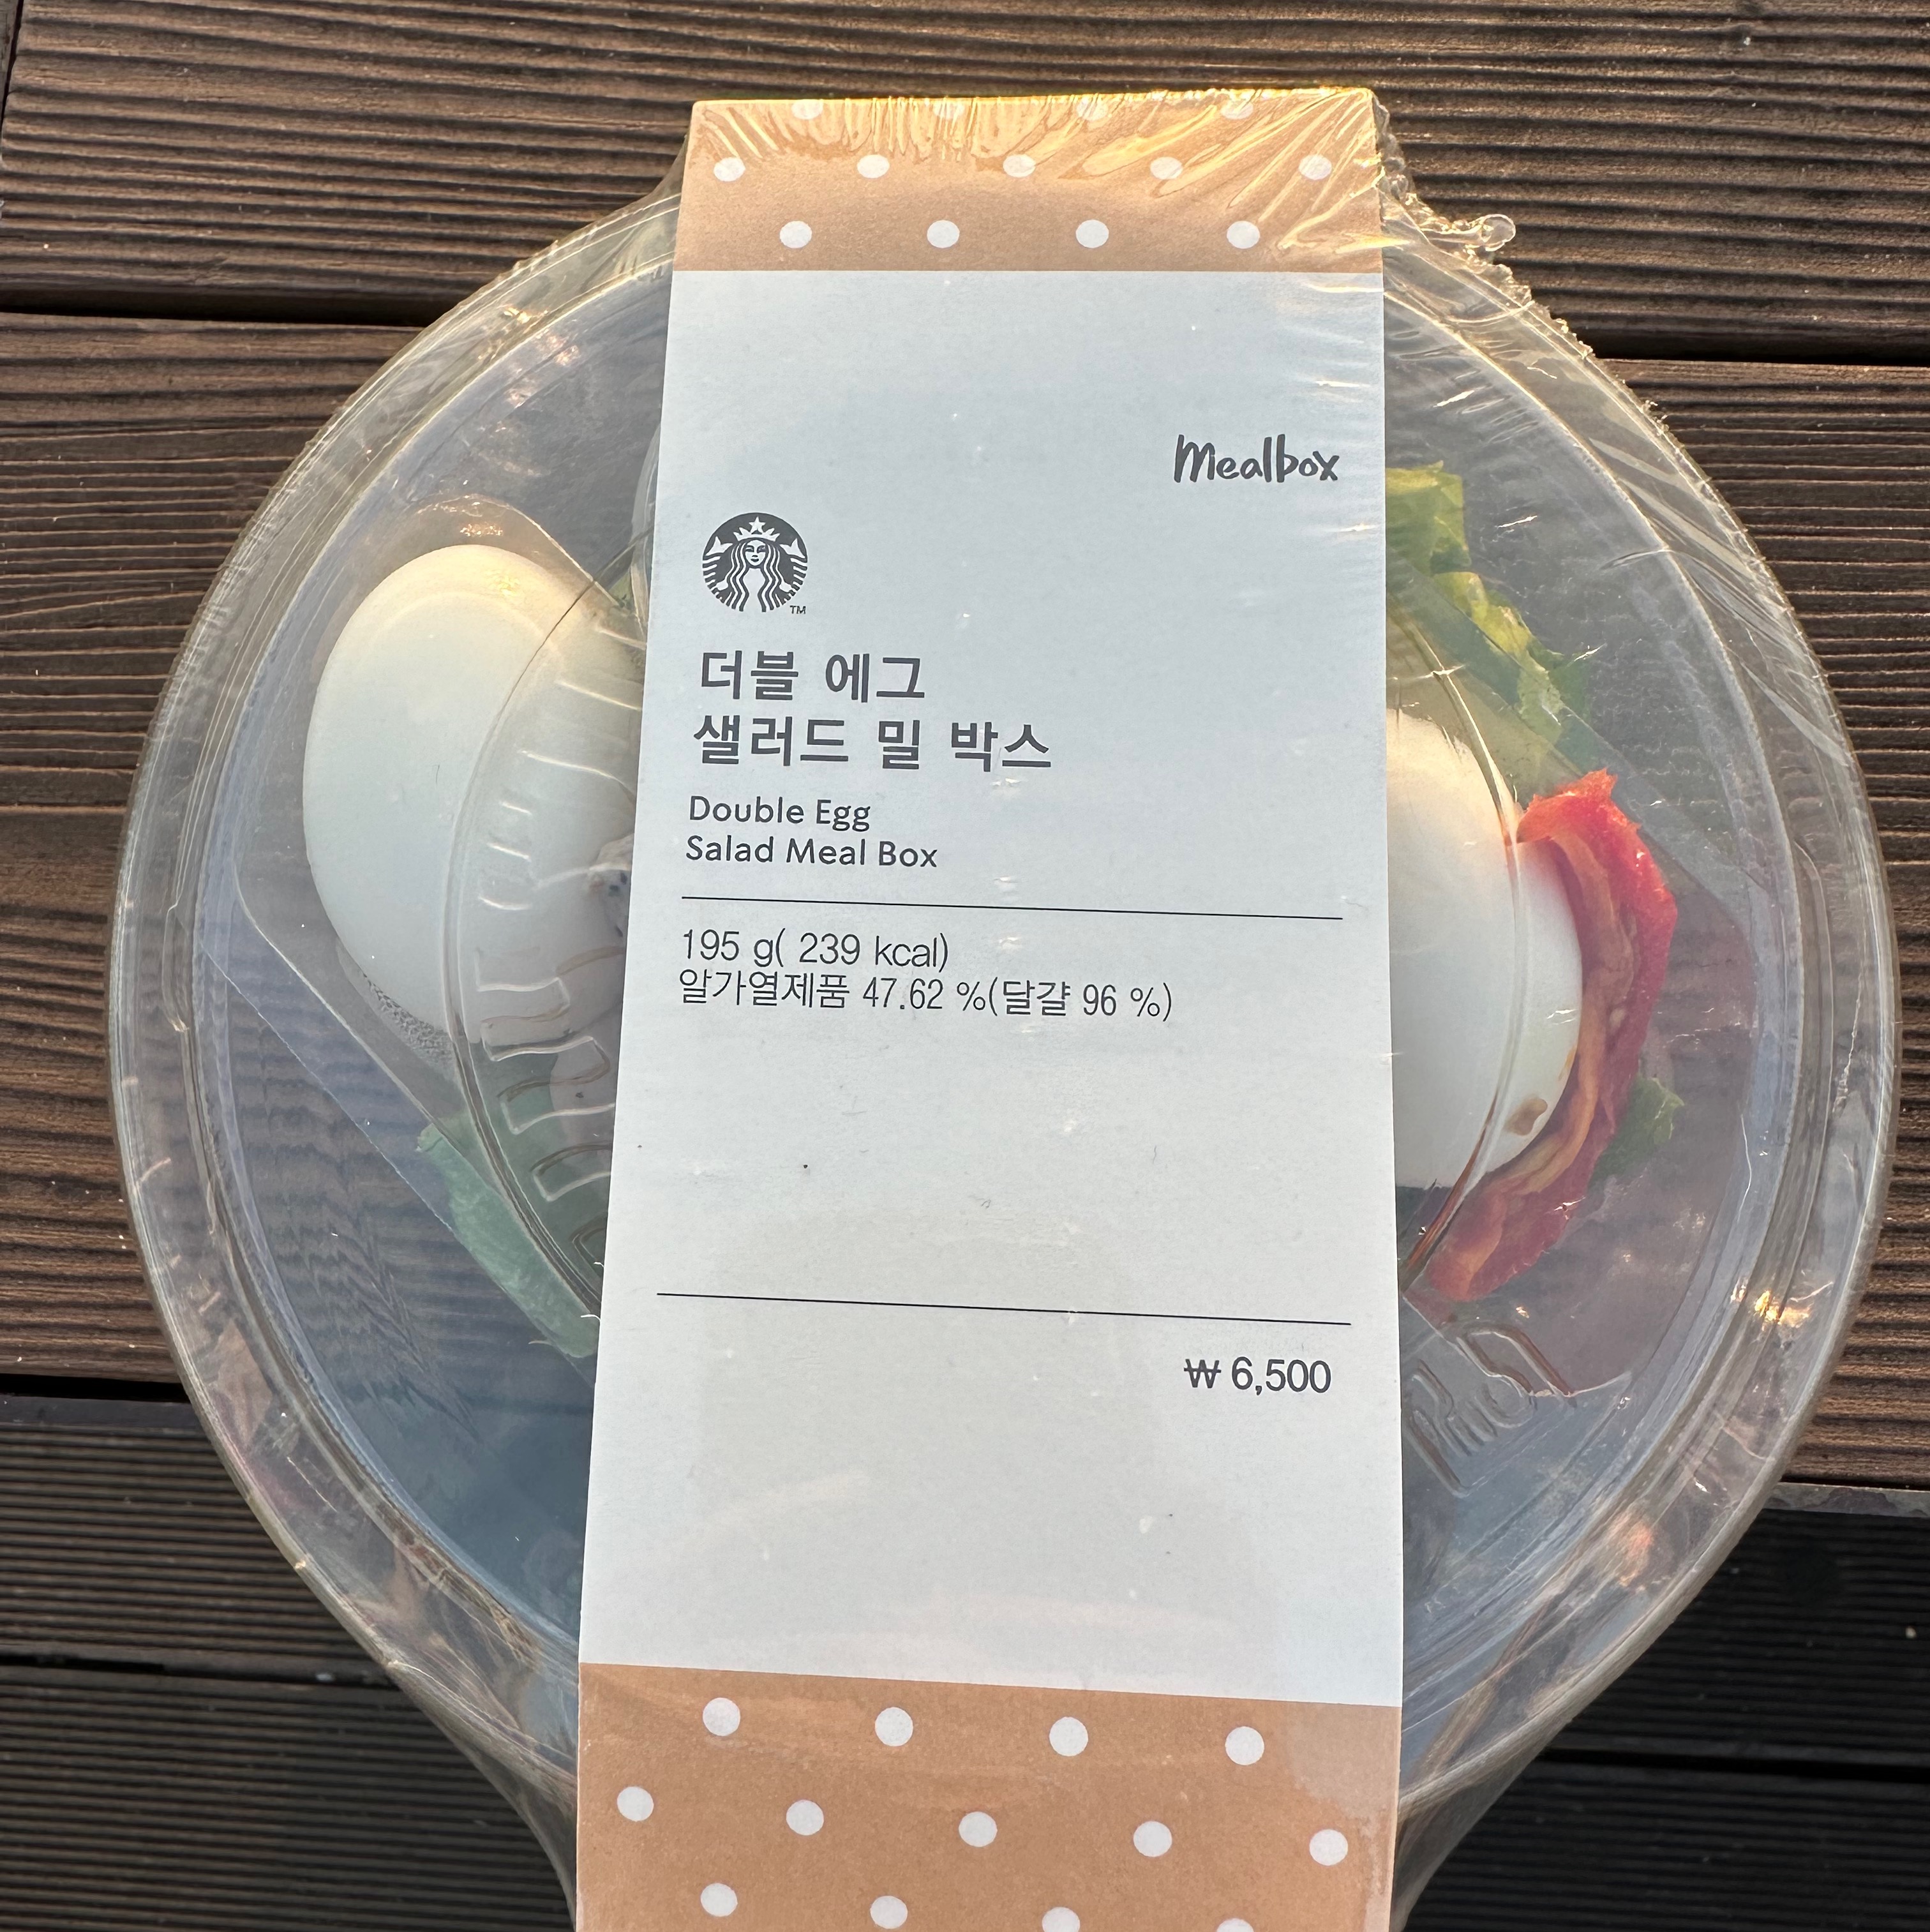 Mealbox
TM
더블 에그
샐러드 밀 박스
Double Egg
Salad Meal Box
195 g( 239 kcal)
알가열제품 47.62 %(달걀 96 %)
₩ 6,500